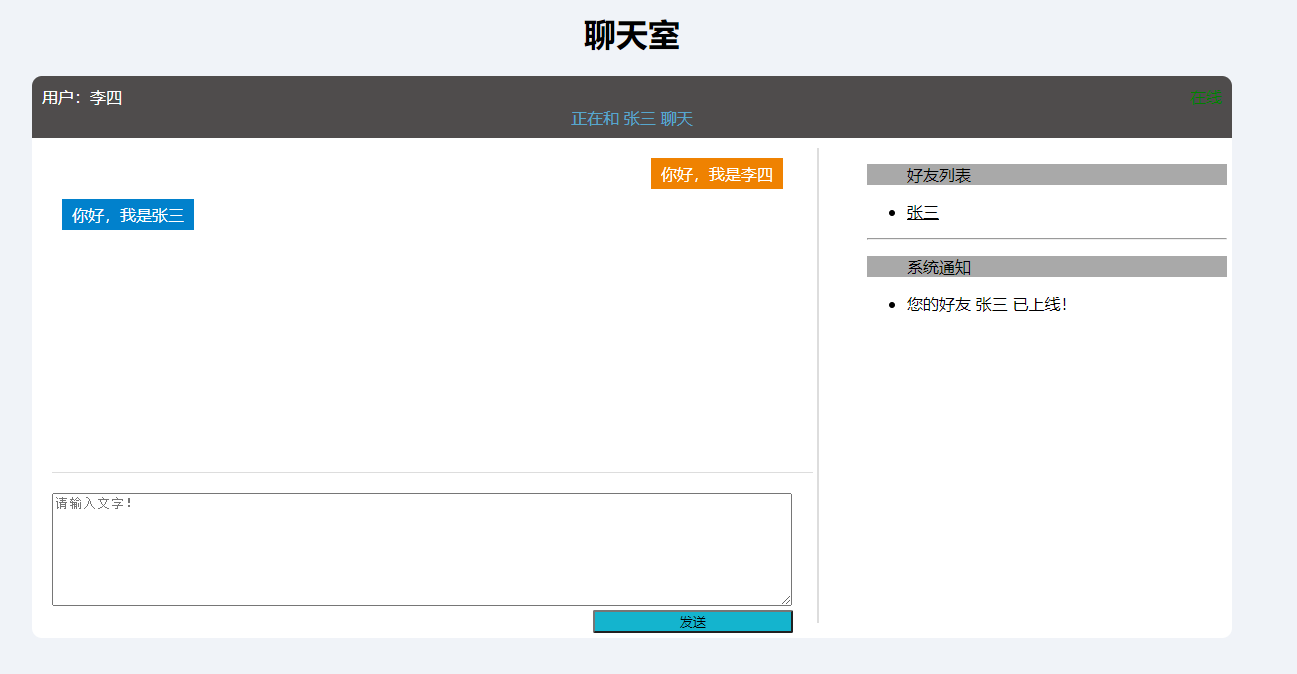 聊天室
用户：李四
在线
正在和 张三 聊天
你好，我是李四
你好，我是张三
请输入文字！
发送
好友列表
张三
系统通知
您的好友 张三 已上线！